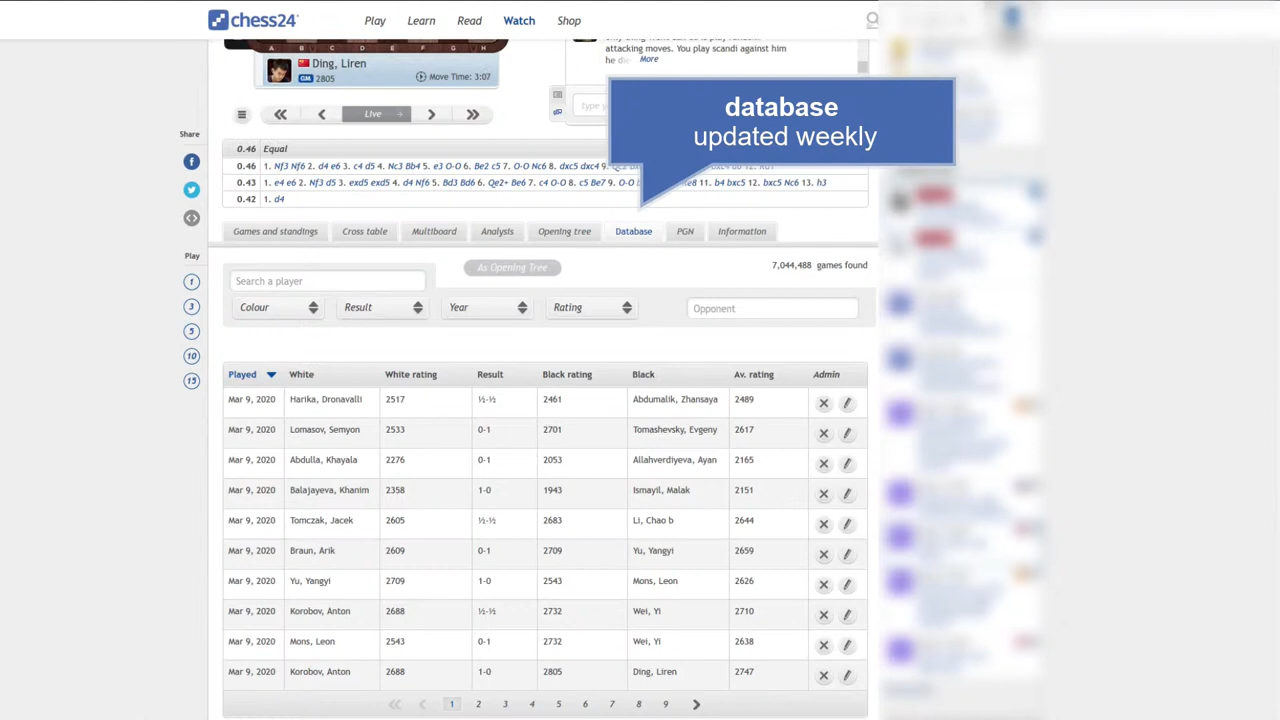 chess24
Play Learn Read Watch Shop
A B C D E F G H
attacking moves. You play scandi against him
he die More
Ding, Liren
GM 2805
Move Time: 3:07
Live
type y
database
updated weekly
Share
0.46 Equal
0.46 1. Nf3 Nf6 2. d4 e6 3. c4 d5 4. Nc3 Bb4 5. e3 O-O 6. Be2 c5 7. O-O Nc6 8. dxc5 dxc4 9.
0.43 1. e4 e6 2. Nf3 d5 3. exd5 exd5 4. d4 Nf6 5. Bd3 Bd6 6. Qe2+ Be6 7. c4 O-O 8. c5 Be7 9. O-O 11. b4 bxc5 12. bxc5 Nc6 13. h3
0.42 1. d4
Games and standings Cross table Multiboard Analysis Opening tree Database PGN Information
Play
1
3
5
10
15
Search a player
As Opening Tree
7,044,488 games found
Colour Result Year Rating Opponent
Played White White rating Result Black rating Black Av. rating Admin
Mar 9, 2020 Harika, Dronavalli 2517 ½-½ 2461 Abdumalik, Zhansaya 2489
Mar 9, 2020 Lomasov, Semyon 2533 0-1 2701 Tomashevsky, Evgeny 2617
Mar 9, 2020 Abdulla, Khayala 2276 0-1 2053 Allahverdiyeva, Ayan 2165
Mar 9, 2020 Balajayeva, Khanim 2358 1-0 1943 Ismayil, Malak 2151
Mar 9, 2020 Tomczak, Jacek 2605 ½-½ 2683 Li, Chao b 2644
Mar 9, 2020 Braun, Arik 2609 0-1 2709 Yu, Yangyi 2659
Mar 9, 2020 Yu, Yangyi 2709 1-0 2543 Mons, Leon 2626
Mar 9, 2020 Korobov, Anton 2688 ½-½ 2732 Wei, Yi 2710
Mar 9, 2020 Mons, Leon 2543 0-1 2732 Wei, Yi 2638
Mar 9, 2020 Korobov, Anton 2688 1-0 2805 Ding, Liren 2747
1 2 3 4 5 6 7 8 9